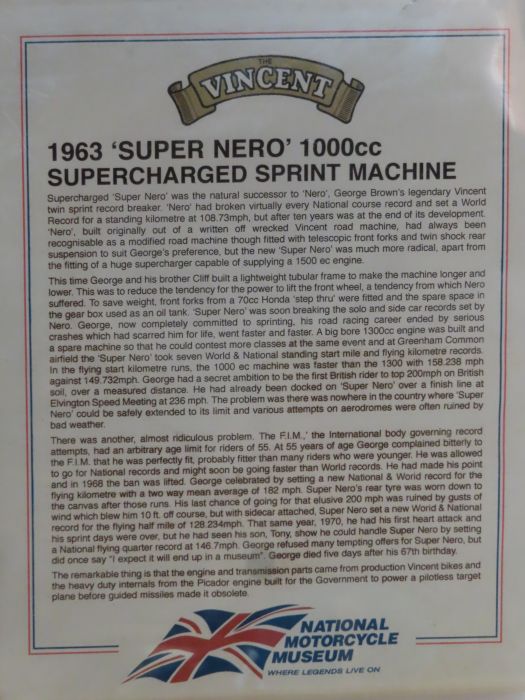 THE
VINCENT
1963 'SUPER NERO' 1000cc
SUPERCHARGED SPRINT MACHINE
Supercharged 'Super Nero' was the natural successor to 'Nero', George Brown's legendary Vincent
twin sprint record breaker. 'Nero' had broken virtually every National course record and set a World
Record for a standing kilometre at 108.73mph, but after ten years was at the end of its development.
'Nero', built originally out of a written off wrecked Vincent road machine, had always been
recognisable as a modified road machine though fitted with telescopic front forks and twin shock rear
suspension to suit George's preference, but the new 'Super Nero' was much more radical, apart from
the fitting of a huge supercharger capable of supplying a 1500 cc engine.
This time George and his brother Cliff built a lightweight tubular frame to make the machine longer and
lower. This was to reduce the tendency for the power to lift the front wheel, a tendency from which Nero
suffered. To save weight, front forks from a 70cc Honda 'step thru' were fitted and the spare space in
the gear box used as an oil tank. 'Super Nero' was soon breaking the solo and side car records set by
Nero. George, now completely committed to sprinting, his road racing career ended by serious
crashes which had scarred him for life, went faster and faster. A big bore 1300cc engine was built and
a spare machine so that he could contest more classes at the same event and at Greenham Common
airfield the 'Super Nero' took seven World & National standing start mile and flying kilometre records.
In the flying start kilometre runs, the 1000 cc machine was faster than the 1300 with 158.238 mph
against 149.732mph. George had a secret ambition to be the first British rider to top 200mph on British
soil, over a measured distance. He had already been docked on 'Super Nero' over a finish line at
Elvington Speed Meeting at 236 mph. The problem was there was nowhere in the country where 'Super
Nero' could be safely extended to its limit and various attempts on aerodromes were often ruined by
bad weather.
There was another, almost ridiculous problem. The F.I.M.,' the International body governing record
attempts, had an arbitrary age limit for riders of 55. At 55 years of age George complained bitterly to
the F.I.M. that he was perfectly fit, probably fitter than many riders who were younger. He was allowed
to go for National records and might soon be going faster than World records. He had made his point
and in 1968 the ban was lifted. George celebrated by setting a new National & World record for the
flying kilometre with a two way mean average of 182 mph. Super Nero's rear tyre was worn down to
the canvas after those runs. His last chance of going for that elusive 200 mph was ruined by gusts of
wind which blew him 10 ft. off course, but with sidecar attached, Super Nero set a new World & National
record for the flying half mile of 128.234mph. That same year, 1970, he had his first heart attack and
his sprint days were over, but he had seen his son, Tony, show he could handle Super Nero by setting
a National flying quarter record at 146.7mph. George refused many tempting offers for Super Nero, but
did once say "I expect it will end up in a museum". George died five days after his 67th birthday.
The remarkable thing is that the engine and transmission parts came from production Vincent bikes and
the heavy duty internals from the Picador engine built for the Government to power a pilotless target
plane before guided missiles made it obsolete.
NATIONAL
MOTORCYCLE
MUSEUM
WHERE LEGENDS LIVE ON